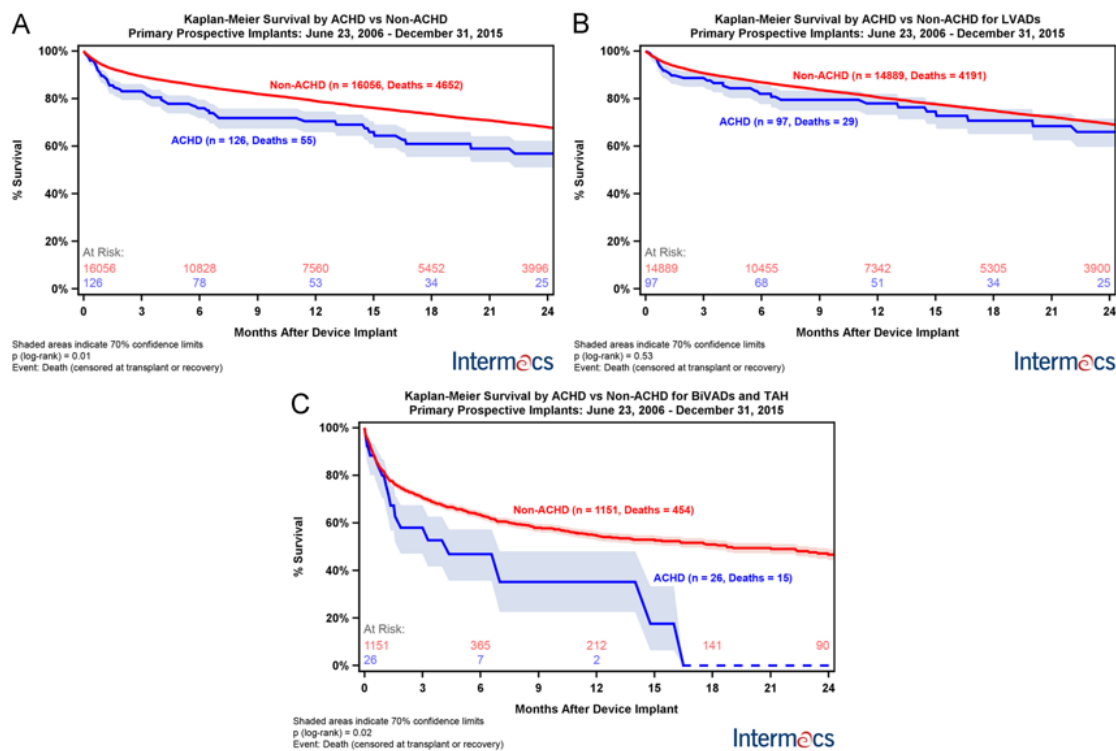 A
Kaplan-Meier Survival by ACHD vs Non-ACHD
Primary Prospective Implants: June 23, 2006 - December 31, 2015
% Survival
100%
80%
60%
40%
20%
0%
Non-ACHD (n = 16056, Deaths = 4652)
ACHD (n = 126, Deaths = 55)
At Risk:
16056 10828 7560 5452 3996
126 78 53 34 25
0 3 6 9 12 15 18 21 24
Months After Device Implant
Shaded areas indicate 70% confidence limits
p (log-rank) = 0.01
Event: Death (censored at transplant or recovery)
Intermacs
B
Kaplan-Meier Survival by ACHD vs Non-ACHD for LVADs
Primary Prospective Implants: June 23, 2006 - December 31, 2015
% Survival
100%
80%
60%
40%
20%
0%
Non-ACHD (n = 14889, Deaths = 4191)
ACHD (n = 97, Deaths = 29)
At Risk:
14889 10455 7342 5305 3900
97 68 51 34 25
0 3 6 9 12 15 18 21 24
Months After Device Implant
Shaded areas indicate 70% confidence limits
p (log-rank) = 0.53
Event: Death (censored at transplant or recovery)
Intermacs
C
Kaplan-Meier Survival by ACHD vs Non-ACHD for BiVADs and TAH
Primary Prospective Implants: June 23, 2006 - December 31, 2015
% Survival
100%
80%
60%
40%
20%
0%
Non-ACHD (n = 1151, Deaths = 454)
ACHD (n = 26, Deaths = 15)
At Risk:
1151 365 212 141 90
26 7 2
0 3 6 9 12 15 18 21 24
Months After Device Implant
Shaded areas indicate 70% confidence limits
p (log-rank) = 0.02
Event: Death (censored at transplant or recovery)
Intermacs